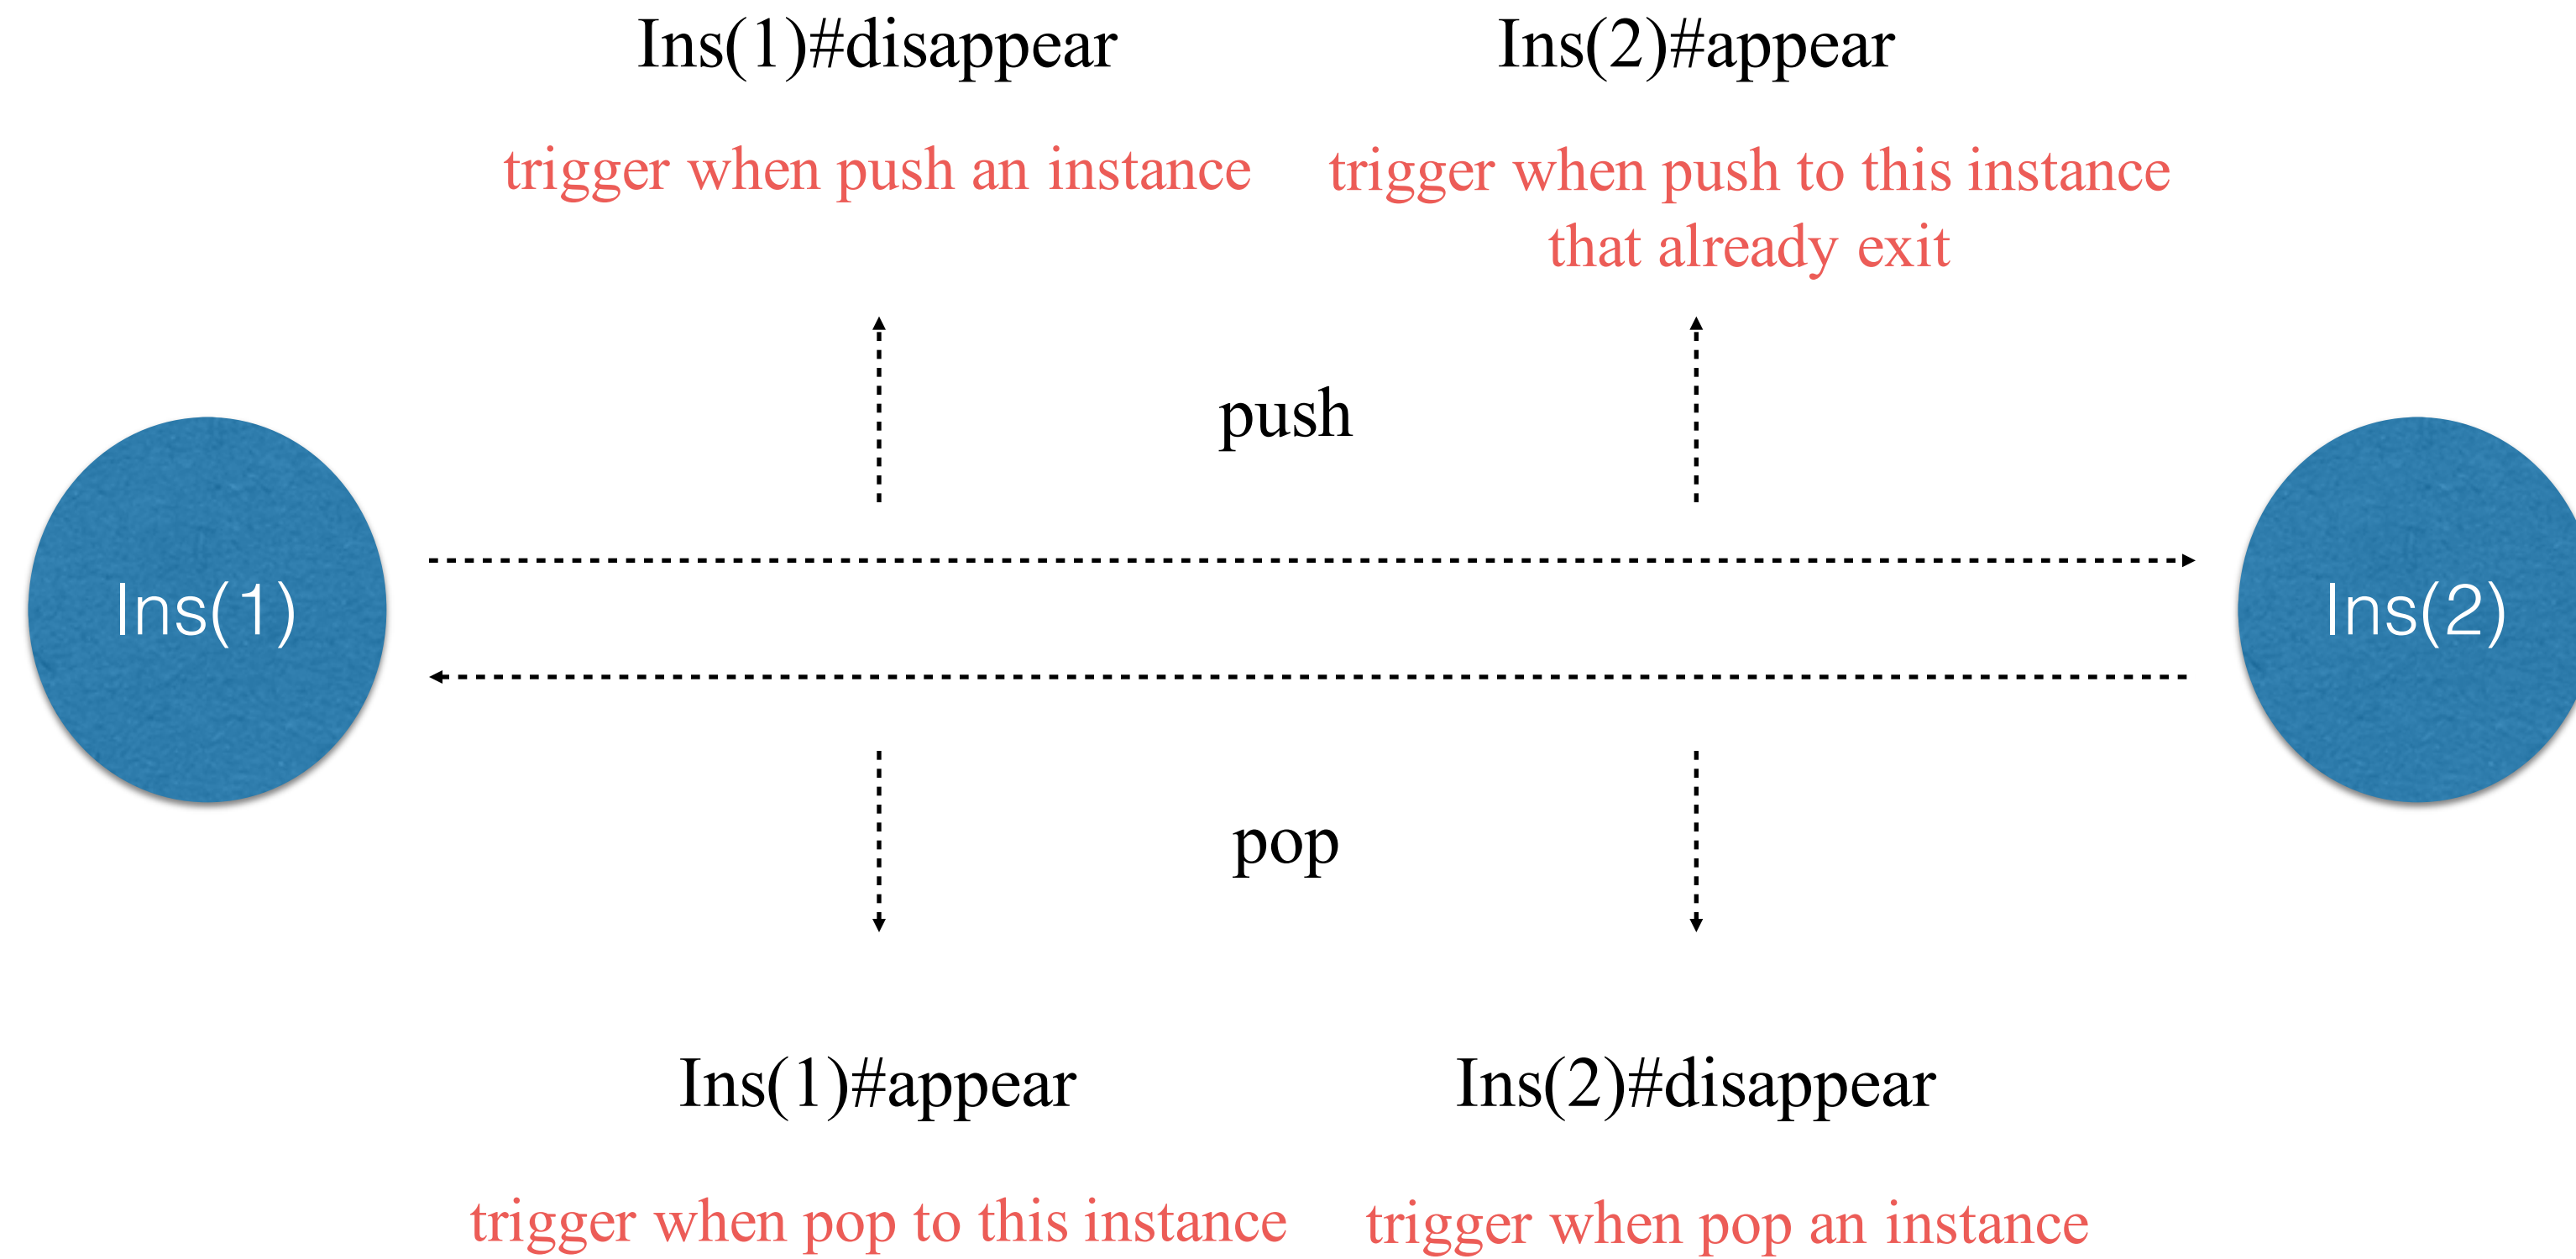 Ins(1)#disappear
Ins(2)#appear
trigger when push an instance
trigger when push to this instance
that already exit
push
Ins(1)
Ins(2)
pop
Ins(1)#appear
Ins(2)#disappear
trigger when pop to this instance
trigger when pop an instance